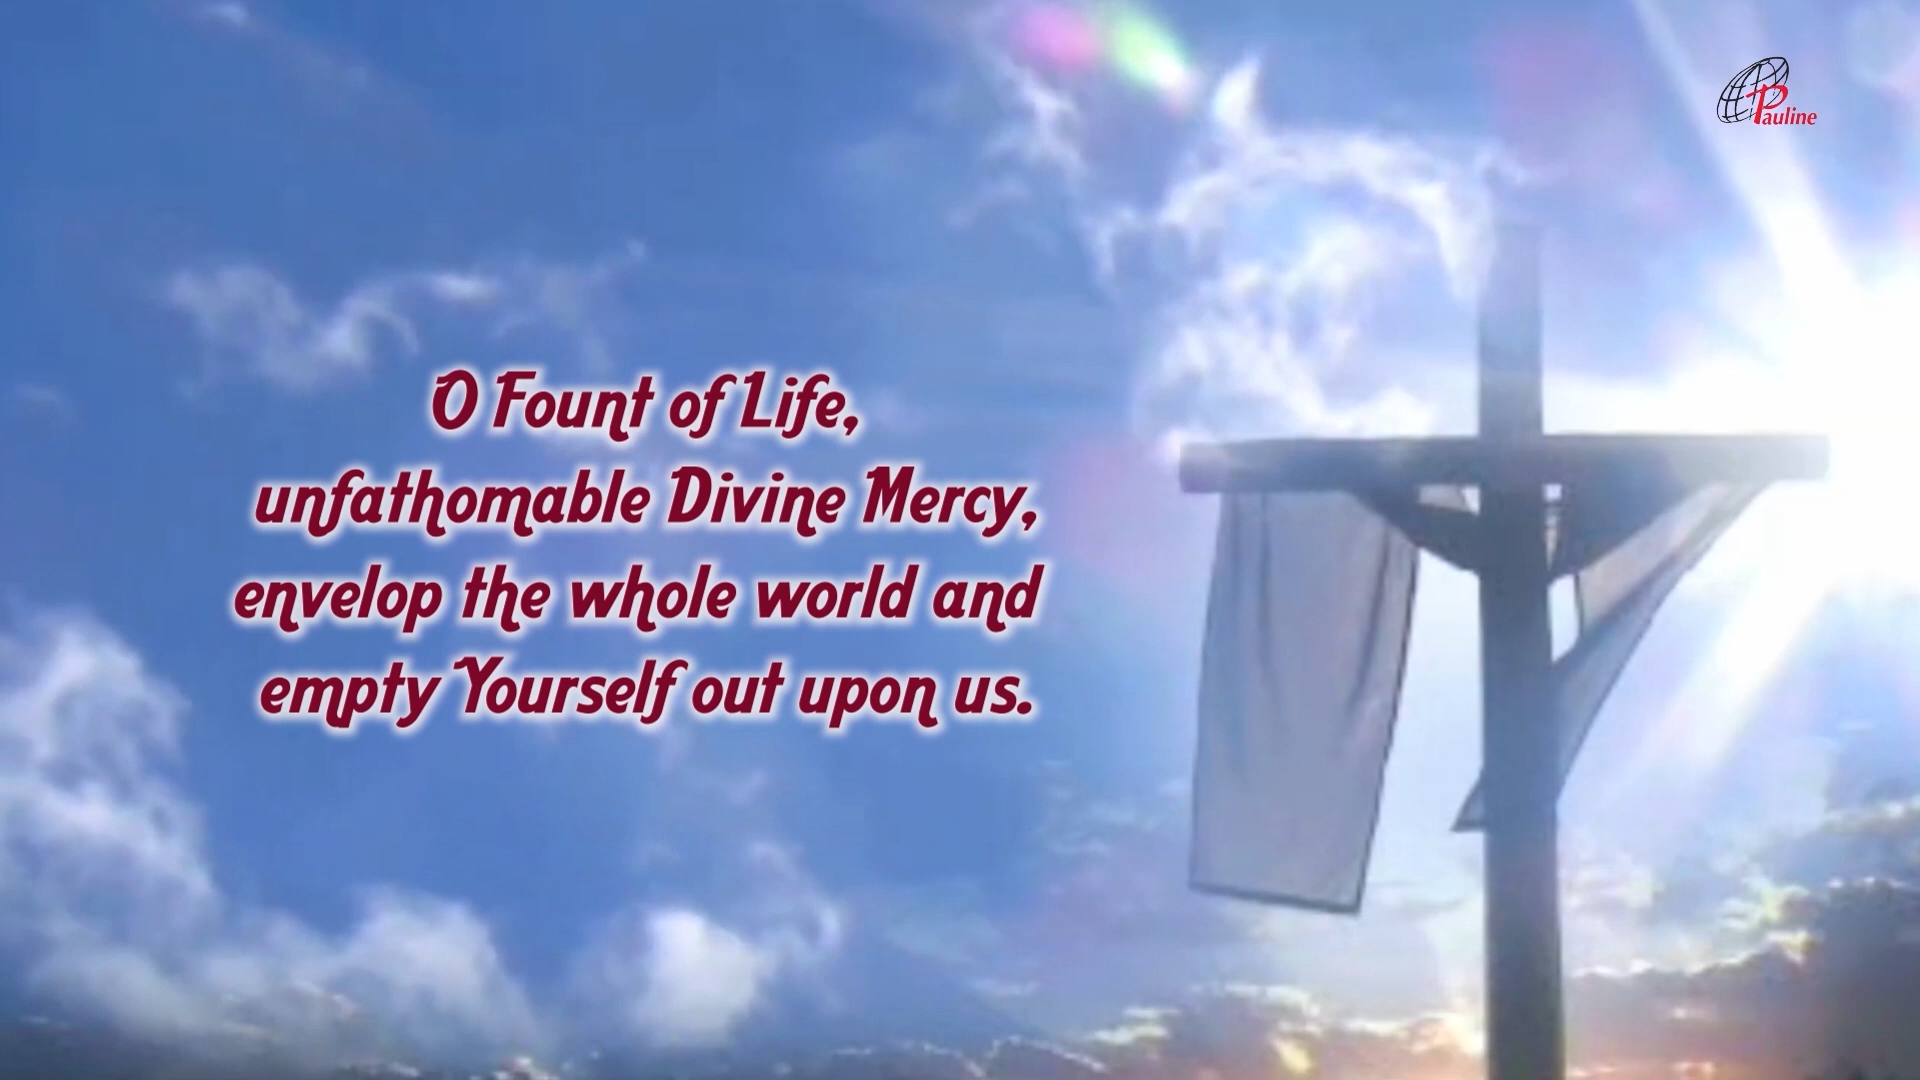 Pauline
O Fount of Life,
unfathomable Divine Mercy,
envelop the whole world and
empty Yourself out upon us.